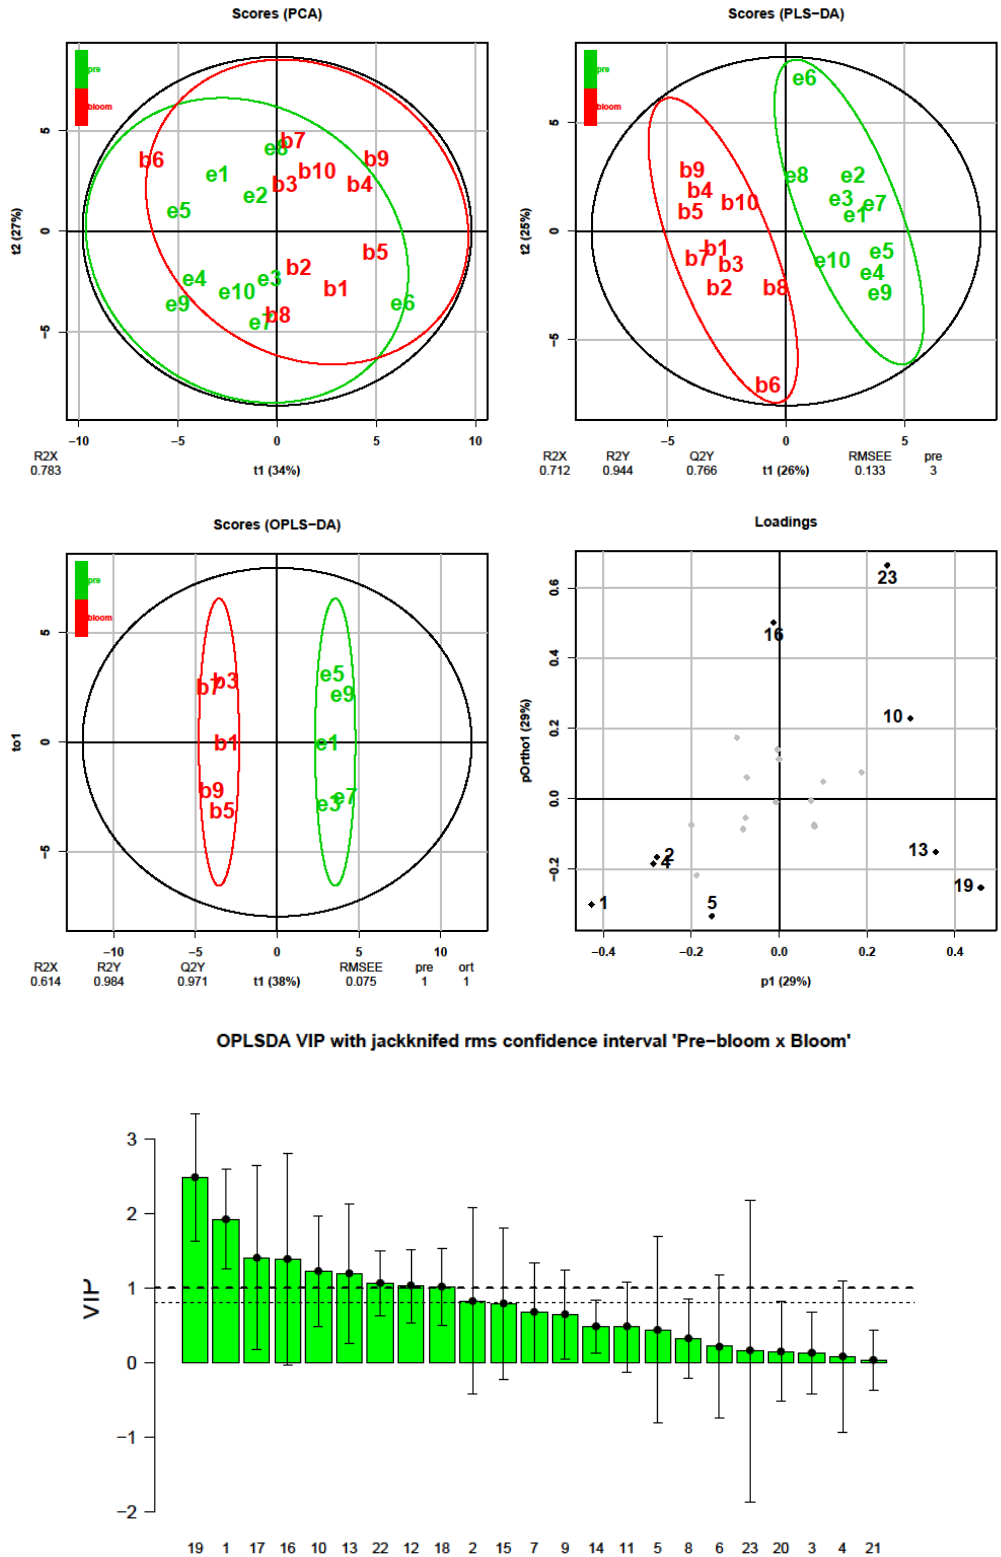 Scores (PCA)
pre
bloom
b6
b7
e8
b10
b9
e1
b3
b4
e2
e5
b5
b2
e4
e3
b1
e10
e9
e6
b8
e7
5
0
−5
t2 (27%)
−10 −5 0 5 10
R2X
0.783
t1 (34%)
Scores (PLS−DA)
pre
bloom
e6
b9
e8
e2
b4
e3
e7
b10
b5
e1
b1
e5
b7
b3
e10
e4
b2
b8
e9
b6
5
0
−5
t2 (25%)
−5 0 5
R2X R2Y Q2Y RMSEE pre
0.712 0.944 0.766 t1 (26%) 0.133 3
Scores (OPLS−DA)
pre
bloom
b7
b3
e5
e9
b1
e1
b9
b5
e3
e7
5
0
−5
to1
−10 −5 0 5 10
R2X R2Y Q2Y RMSEE pre ort
0.614 0.984 0.971 t1 (38%) 0.075 1 1
Loadings
23
16
10
13
2
4
19
1
5
0.6
0.4
0.2
0.0
−0.2
pOrtho1 (29%)
−0.4 −0.2 0.0 0.2 0.4
p1 (29%)
OPLSDA VIP with jackknifed rms confidence interval 'Pre−bloom x Bloom'
3
2
1
0
−1
−2
VIP
19 1 17 16 10 13 22 12 18 2 15 7 9 14 11 5 8 6 23 20 3 4 21